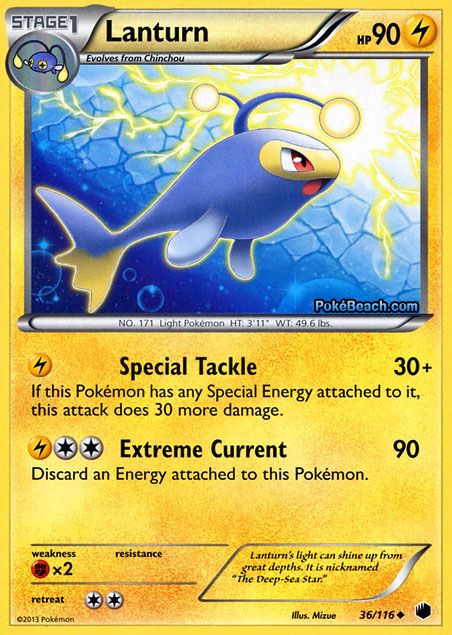 STAGE1
Lanturn
HP90
Evolves from Chinchou
PokéBeach.com
NO. 171 Light Pokémon HT: 3'11" WT: 49.6 lbs.
Special Tackle 30+
If this Pokémon has any Special Energy attached to it,
this attack does 30 more damage.
Extreme Current 90
Discard an Energy attached to this Pokémon.
weakness resistance
×2
retreat
Lanturn's light can shine up from
great depths. It is nicknamed
"The Deep-Sea Star."
©2013 Pokémon Illus. Mizue 36/116